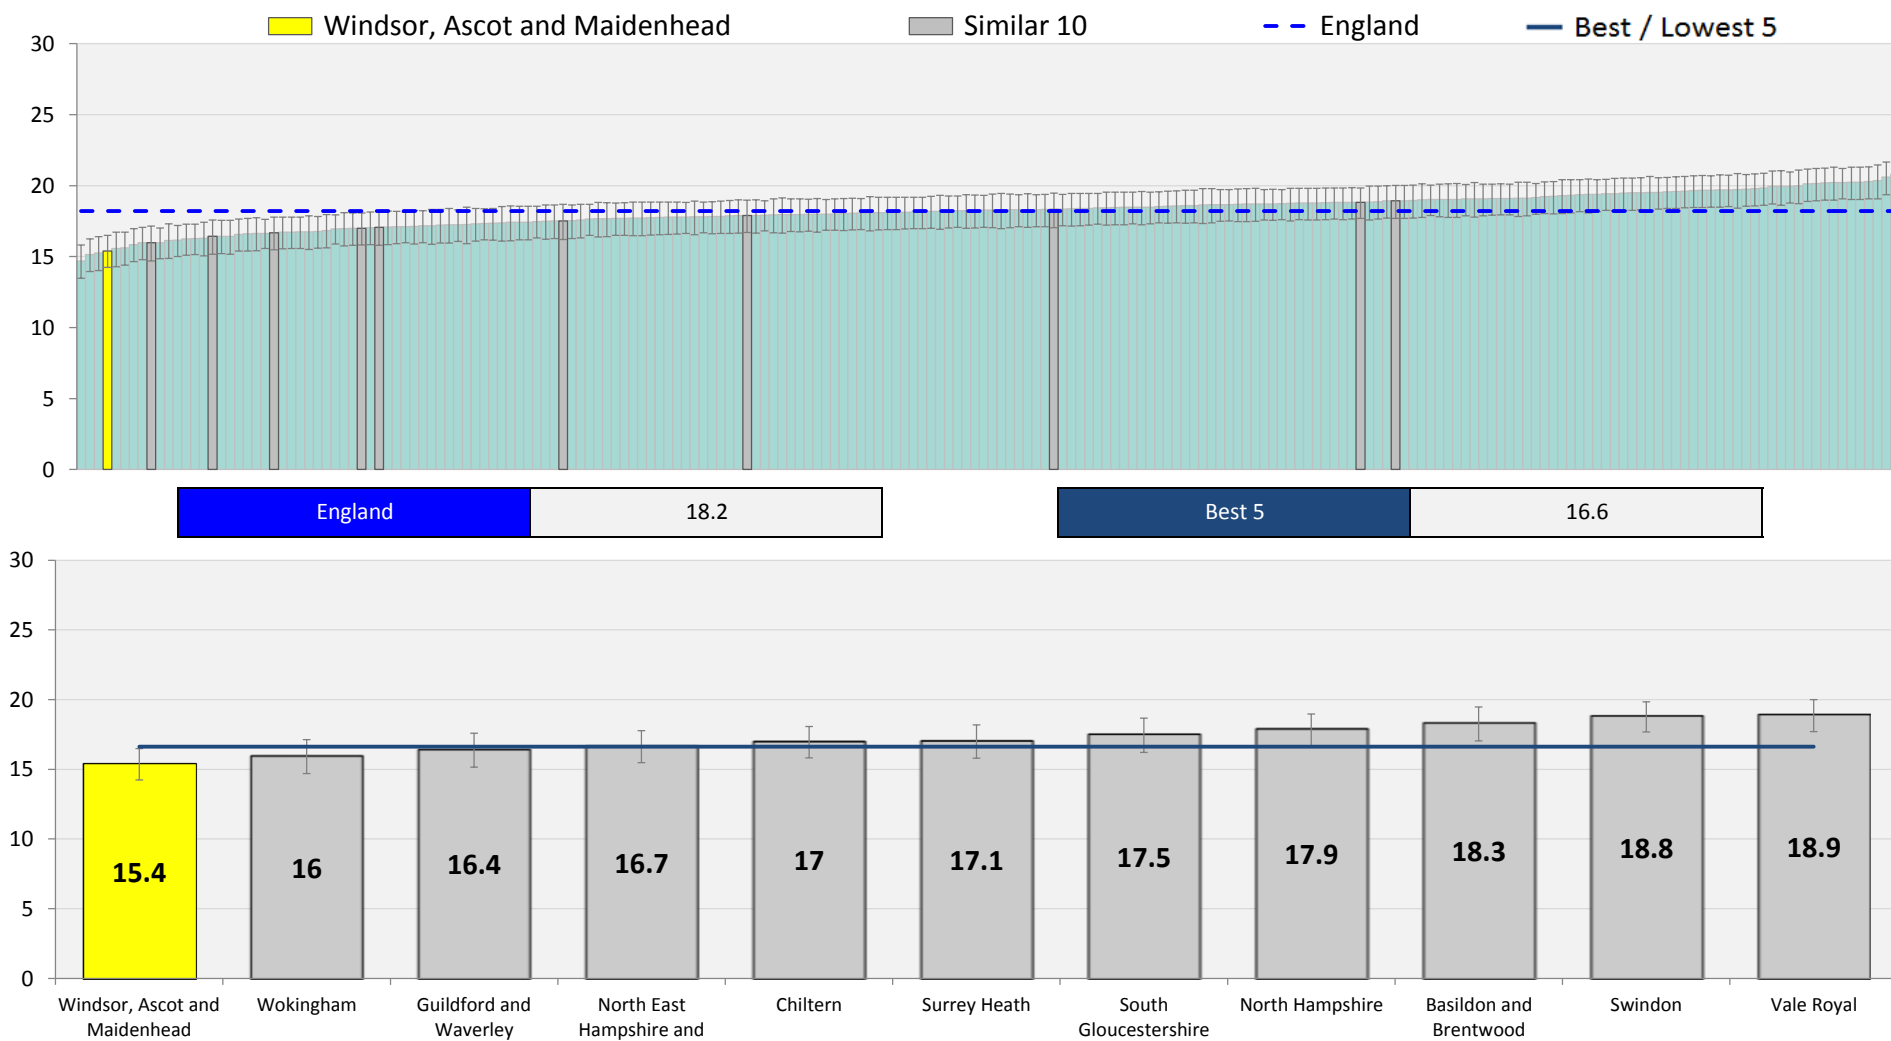 Windsor, Ascot and Maidenhead Similar 10 England Best / Lowest 5
30
25
20
15
10
5
0
England 18.2 Best 5 16.6
30
25
20
15
10
5
0
15.4 16 16.4 16.7 17 17.1 17.5 17.9 18.3 18.8 18.9
Windsor, Ascot and
Maidenhead
Wokingham
Guildford and
Waverley
North East
Hampshire and
Chiltern
Surrey Heath
South
Gloucestershire
North Hampshire
Basildon and
Brentwood
Swindon
Vale Royal